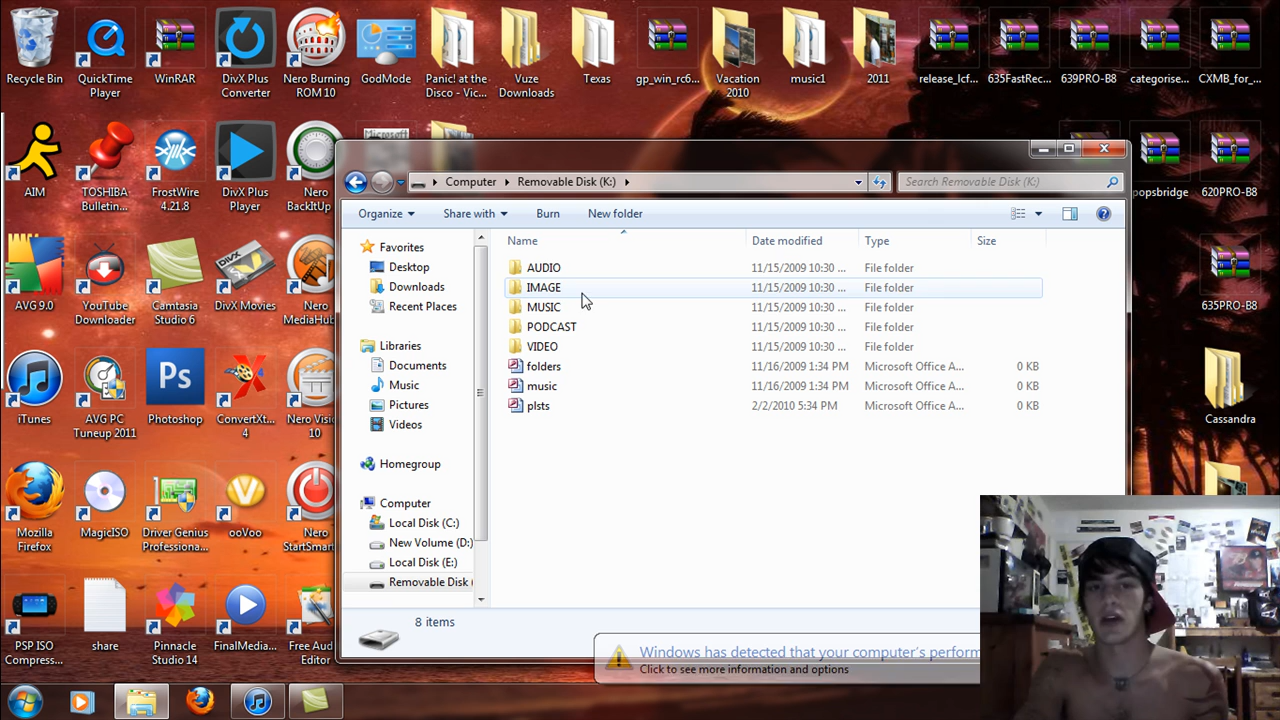 Recycle Bin
QuickTime
Player
WinRAR
DivX Plus
Converter
Nero Burning
ROM 10
GodMode
Panic! at the
Disco - Vic...
Vuze
Downloads
Texas
gp_win_rc6...
Vacation
2010
music1
2011
release_lcf...
635FastRec...
639PRO-B8
categorise...
CXMB_for_...
AIM
TOSHIBA
Bulletin...
FrostWire
4.21.8
DivX Plus
Player
Nero
BackItUp
Microsoft
popsbridge
620PRO-B8
AVG 9.0
YouTube
Downloader
Camtasia
Studio 6
DivX Movies
Nero
MediaHub
635PRO-B8
iTunes
AVG PC
Tuneup 2011
Ps
Photoshop
ConvertXt...
4
Nero Visi
10
Cassandra
Mozilla
Firefox
MagicISO
Driver Genius
Professiona...
ooVoo
Nero
StartSmar
PSP ISO
Compress...
share
Pinnacle
Studio 14
FinalMedia...
Free Aud
Editor
Computer
Removable Disk (K:)
Search Removable Disk (K:)
Organize
Share with
Burn
New folder
Favorites
Desktop
Downloads
Recent Places
Libraries
Documents
Music
Pictures
Videos
Homegroup
Computer
Local Disk (C:)
New Volume (D:)
Local Disk (E:)
Removable Disk (
Name Date modified Type Size
AUDIO 11/15/2009 10:30 ... File folder
IMAGE 11/15/2009 10:30 ... File folder
MUSIC 11/15/2009 10:30 ... File folder
PODCAST 11/15/2009 10:30 ... File folder
VIDEO 11/15/2009 10:30 ... File folder
folders 11/16/2009 1:34 PM Microsoft Office A... 0 KB
music 11/16/2009 1:34 PM Microsoft Office A... 0 KB
plsts 2/2/2010 5:34 PM Microsoft Office A... 0 KB
8 items
Windows has detected that your computer's perform
Click to see more information and options